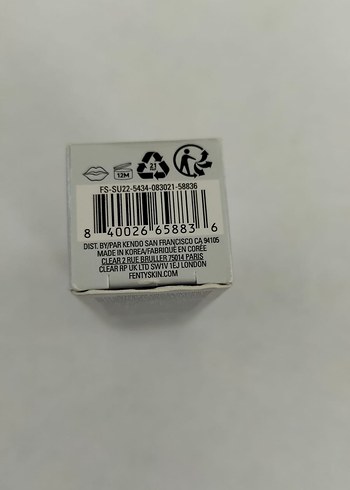 12M
21
FS-SU22-5434-083021-58836
8 40026 65883 6
DIST. BY/PAR KENDO SAN FRANCISCO CA 94105
MADE IN KOREA/FABRIQUÉ EN CORÉE
CLEAR 2 RUE BRULLER 75014 PARIS
CLEAR RP UK LTD SW1V 1EJ LONDON
FENTYSKIN.COM